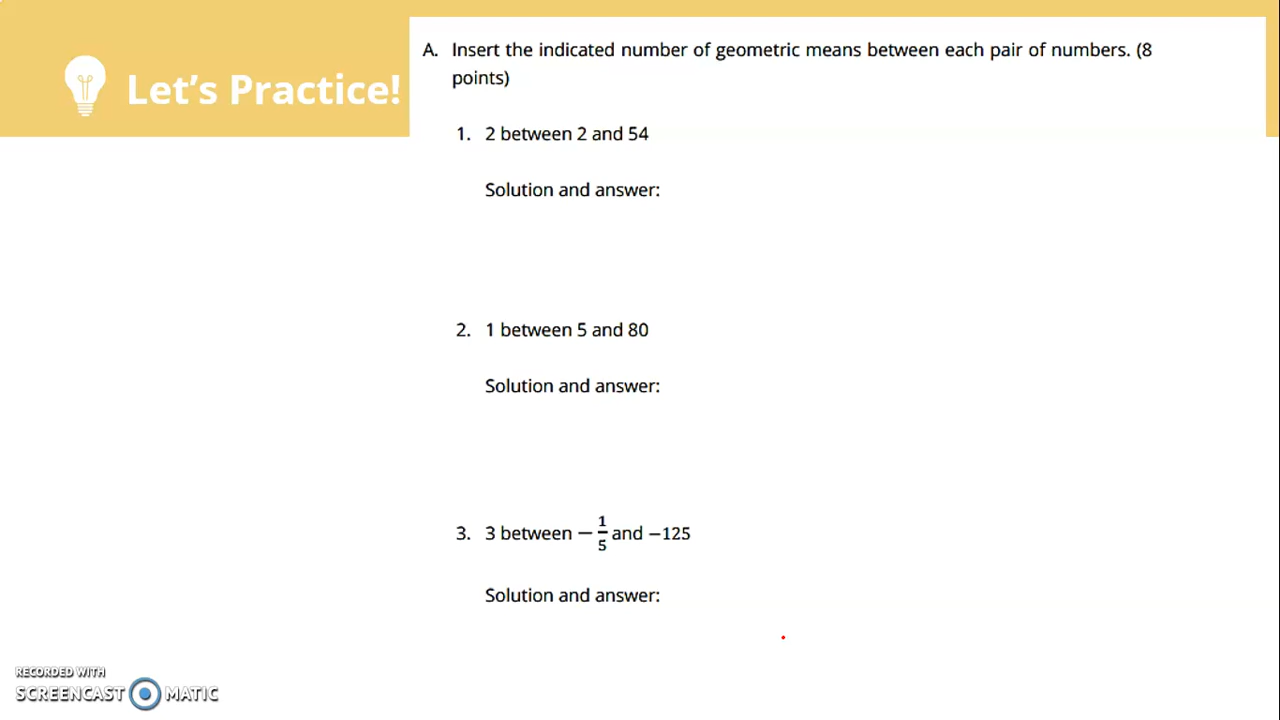 Let's Practice!
A. Insert the indicated number of geometric means between each pair of numbers. (8
points)
1. 2 between 2 and 54
Solution and answer:
2. 1 between 5 and 80
Solution and answer:
3. 3 between −1/5 and −125
Solution and answer:
RECORDED WITH
SCREENCAST MATIC